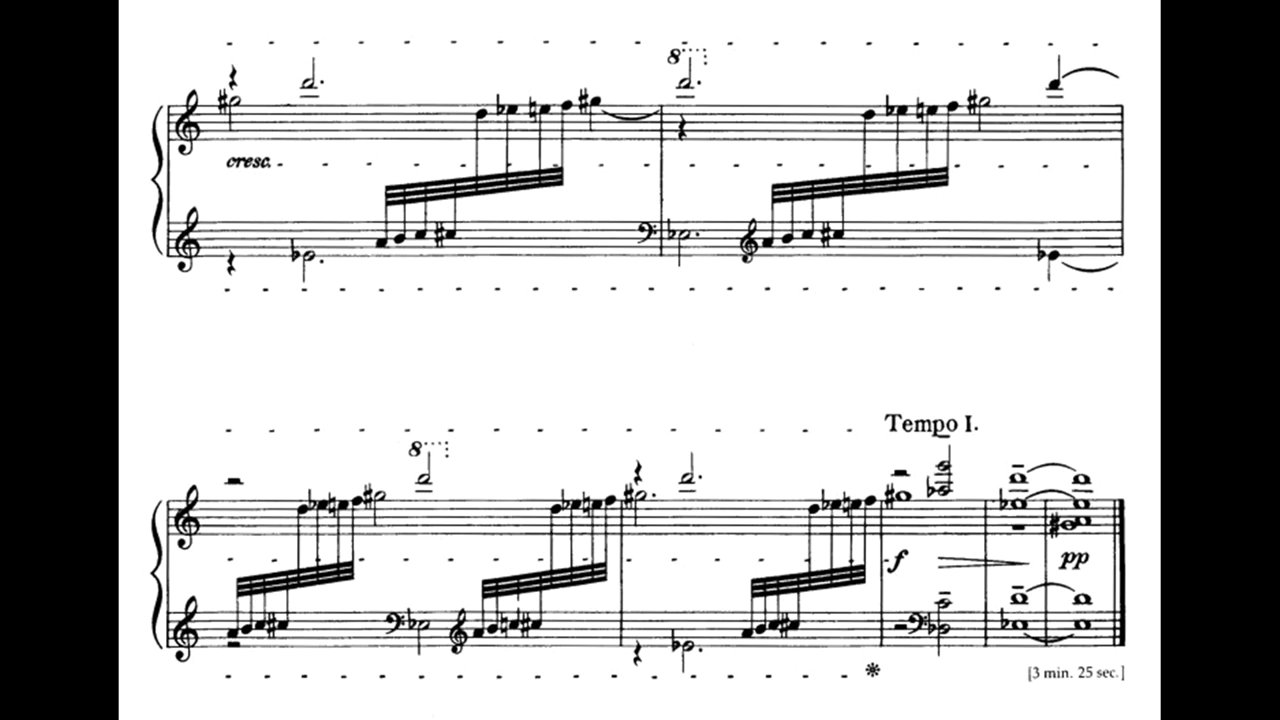 8
cresc.
8
Tempo I.
f
pp
[3 min. 25 sec.]